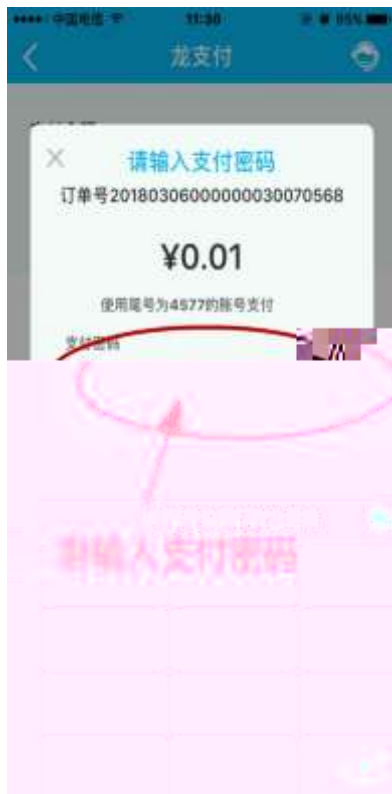 中国电信 11:30 95%
龙支付
请输入支付密码
订单号20180306000000030070568
¥0.01
使用尾号为4577的账号支付
支付密码
请输入支付密码